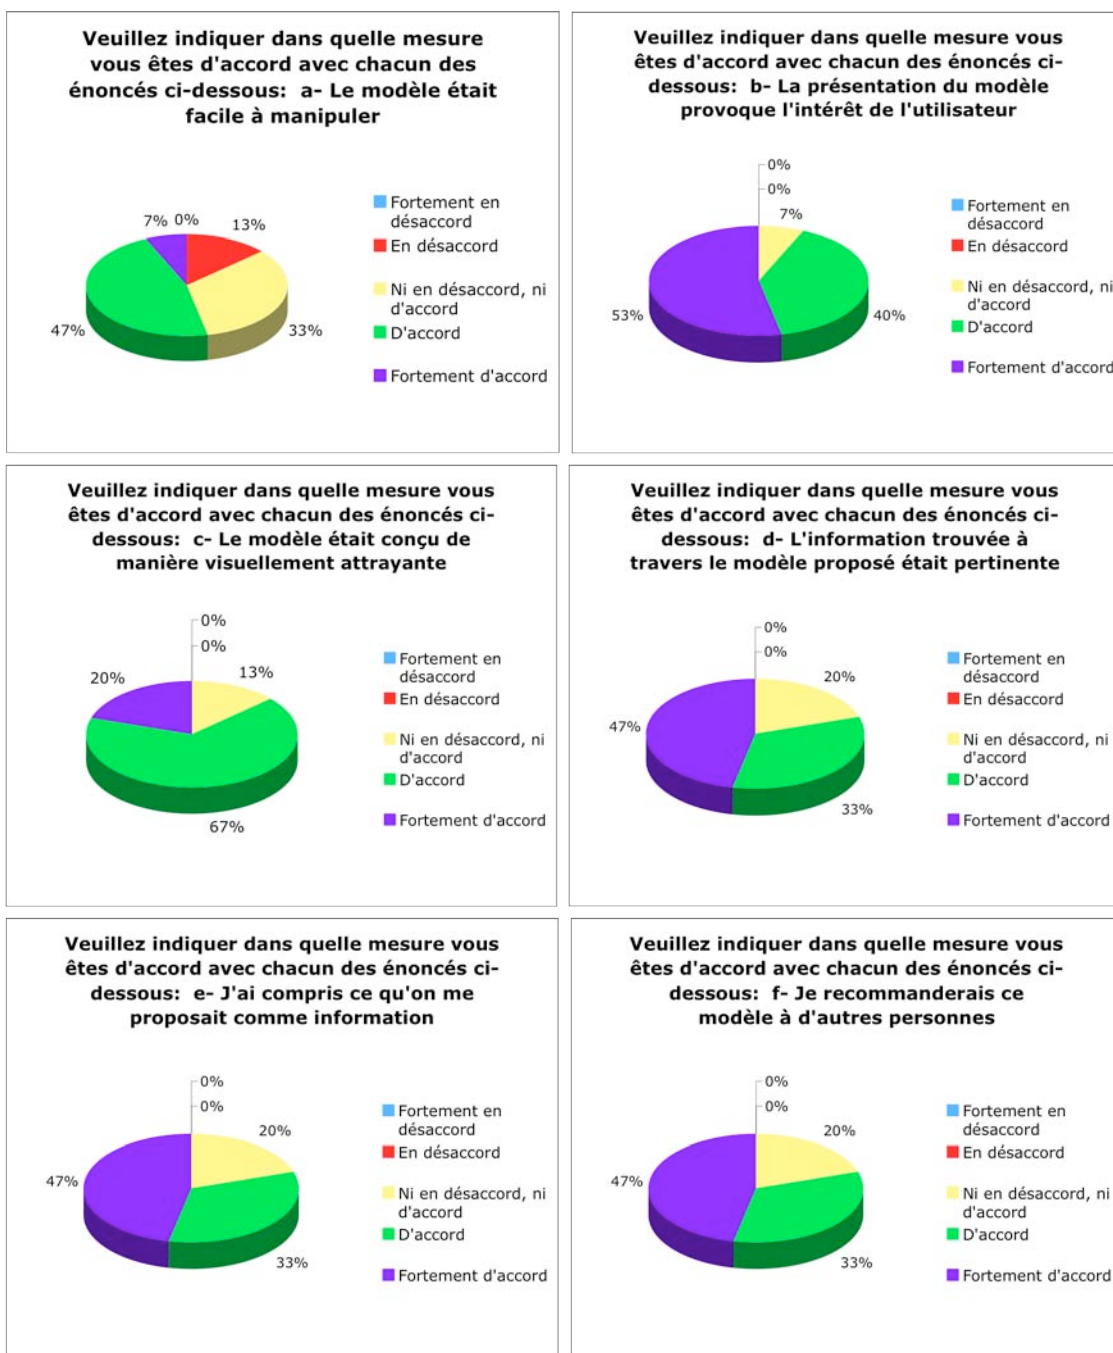 Veuillez indiquer dans quelle mesure
vous êtes d'accord avec chacun des
énoncés ci-dessous:  a- Le modèle était
facile à manipuler
7%
0%
13%
47%
33%
Fortement en
désaccord
En désaccord
Ni en désaccord, ni
d'accord
D'accord
Fortement d'accord
Veuillez indiquer dans quelle mesure vous
êtes d'accord avec chacun des énoncés ci-
dessous:  b- La présentation du modèle
provoque l'intérêt de l'utilisateur
0%
0%
7%
53%
40%
Fortement en
désaccord
En désaccord
Ni en désaccord, ni
d'accord
D'accord
Fortement d'accord
Veuillez indiquer dans quelle mesure vous
êtes d'accord avec chacun des énoncés ci-
dessous:  c- Le modèle était conçu de
manière visuellement attrayante
0%
0%
20%
13%
67%
Fortement en
désaccord
En désaccord
Ni en désaccord, ni
d'accord
D'accord
Fortement d'accord
Veuillez indiquer dans quelle mesure vous
êtes d'accord avec chacun des énoncés ci-
dessous:  d- L'information trouvée à
travers le modèle proposé était pertinente
0%
0%
20%
47%
33%
Fortement en
désaccord
En désaccord
Ni en désaccord, ni
d'accord
D'accord
Fortement d'accord
Veuillez indiquer dans quelle mesure vous
êtes d'accord avec chacun des énoncés ci-
dessous:  e- J'ai compris ce qu'on me
proposait comme information
0%
0%
20%
47%
33%
Fortement en
désaccord
En désaccord
Ni en désaccord, ni
d'accord
D'accord
Fortement d'accord
Veuillez indiquer dans quelle mesure vous
êtes d'accord avec chacun des énoncés ci-
dessous:  f- Je recommanderais ce
modèle à d'autres personnes
0%
0%
20%
47%
33%
Fortement en
désaccord
En désaccord
Ni en désaccord, ni
d'accord
D'accord
Fortement d'accord